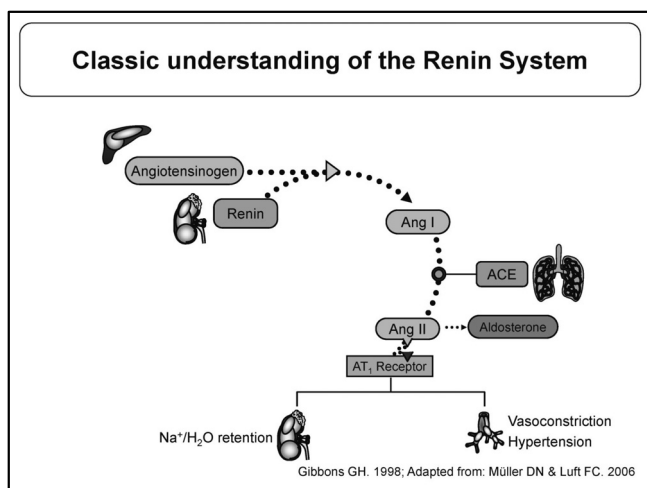 Classic understanding of the Renin System
Angiotensinogen
Renin
Ang I
ACE
Ang II
Aldosterone
AT₁ Receptor
Na⁺/H₂O retention
Vasoconstriction
Hypertension
Gibbons GH. 1998; Adapted from: Müller DN & Luft FC. 2006